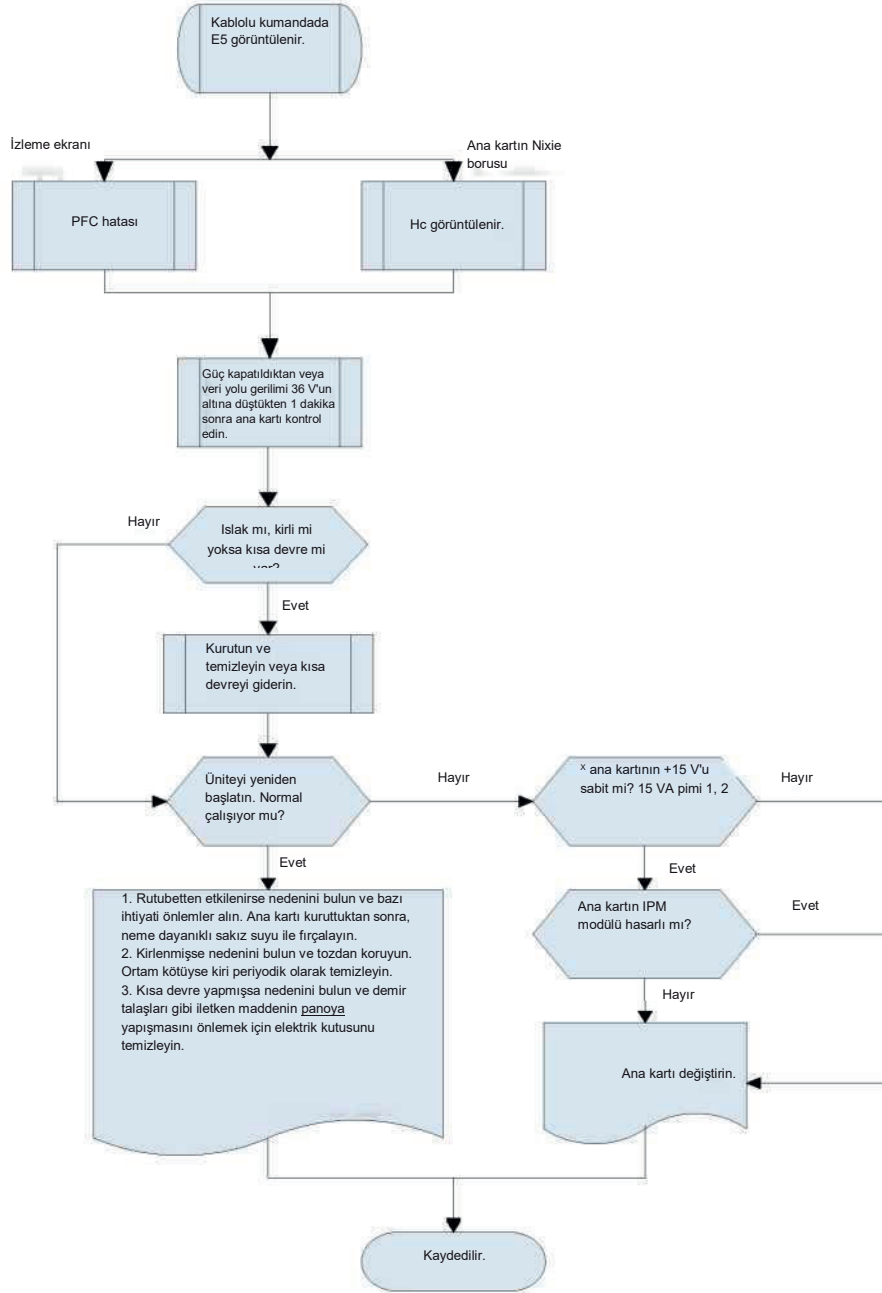 Kablolu kumandada
E5 görüntülenir.
İzleme ekranı
Ana kartın Nixie
borusu
PFC hatası
Hc görüntülenir.
Güç kapatıldıktan veya
veri yolu gerilimi 36 V'un
altına düştükten 1 dakika
sonra ana kartı kontrol
edin.
Hayır
Islak mı, kirli mi
yoksa kısa devre mi
var?
Evet
Kurutun ve
temizleyin veya kısa
devreyi giderin.
Üniteyi yeniden
başlatın. Normal
çalışıyor mu?
Hayır
x ana kartının +15 V'u
sabit mi? 15 VA pimi 1, 2
Hayır
Evet
Evet
1. Rutubetten etkilenirse nedenini bulun ve bazı
ihtiyati önlemler alın. Ana kartı kuruttuktan sonra,
neme dayanıklı sakız suyu ile fırçalayın.
2. Kirlenmişse nedenini bulun ve tozdan koruyun.
Ortam kötüyse kiri periyodik olarak temizleyin.
3. Kısa devre yapmışsa nedenini bulun ve demir
talaşları gibi iletken maddenin panoya
yapışmasını önlemek için elektrik kutusunu
temizleyin.
Ana kartın IPM
modülü hasarlı mı?
Evet
Hayır
Ana kartı değiştirin.
Kaydedilir.